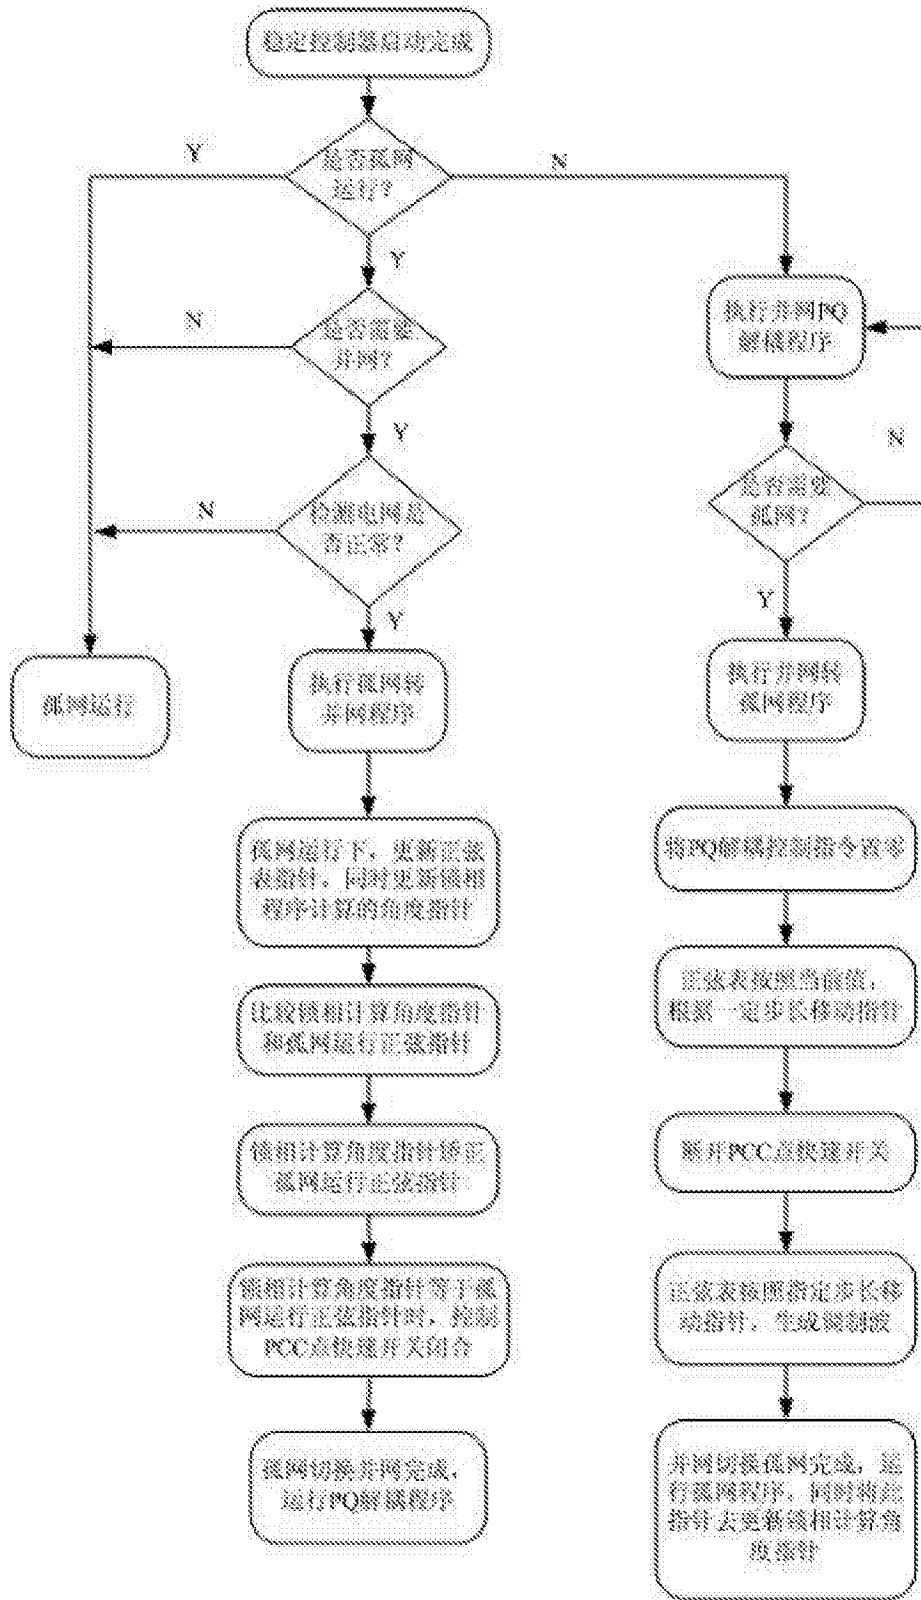 稳定控制器启动完成
是否孤网
运行?
Y
N
Y
是否需要
并网?
N
Y
检测电网是
否正常?
N
Y
孤网运行
执行孤网转
并网程序
孤网运行下，更新正弦
表指针，同时更新锁相
程序计算的角度指针
比较锁相计算角度指针
和孤网运行正弦指针
锁相计算角度指针矫正
孤网运行正弦指针
锁相计算角度指针等于孤
网运行正弦指针时，控制
PCC点快速开关闭合
孤网切换并网完成，
运行PQ解耦程序
执行并网PQ
解耦程序
N
是否需要
孤网?
Y
执行并网转
孤网程序
将PQ解耦控制指令置零
正弦表按照当前值，
根据一定步长移动指针
断开PCC点快速开关
正弦表按照指定步长移
动指针，生成调制波
并网切换孤网完成，运
行孤网程序，同时将此
指针去更新锁相计算角
度指针